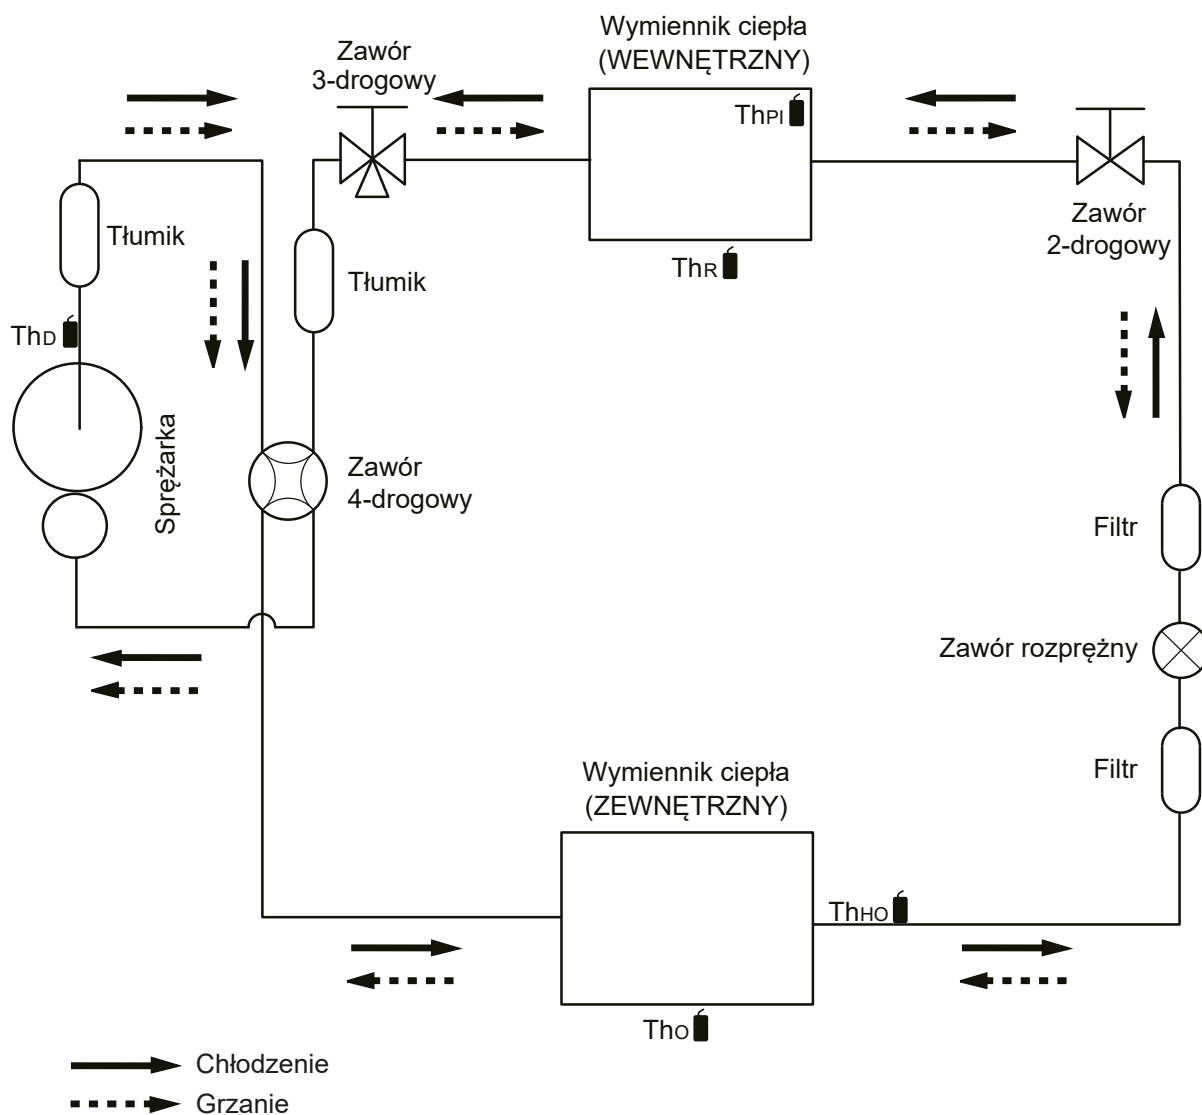 Wymiennik ciepła
(WEWNĘTRZNY)
Zawór
3-drogowy
ThPI
Zawór
2-drogowy
Tłumik
ThR
Tłumik
ThD
Sprężarka
Zawór
4-drogowy
Filtr
Zawór rozprężny
Wymiennik ciepła
(ZEWNĘTRZNY)
Filtr
ThHO
ThO
Chłodzenie
Grzanie